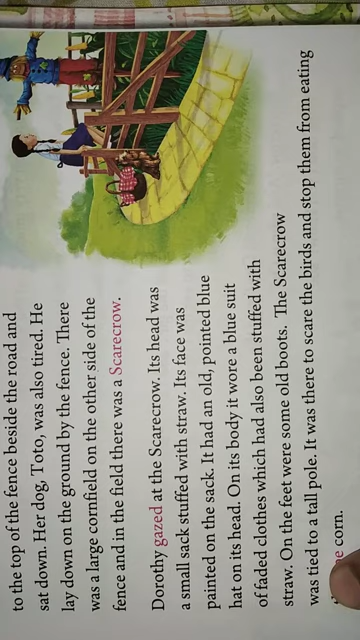 to the top of the fence beside the road and
sat down. Her dog, Toto, was also tired. He
lay down on the ground by the fence. There
was a large cornfield on the other side of the
fence and in the field there was a Scarecrow.
Dorothy gazed at the Scarecrow. Its head was
a small sack stuffed with straw. Its face was
painted on the sack. It had an old, pointed blue
hat on its head. On its body it wore a blue suit
of faded clothes which had also been stuffed with
straw. On the feet were some old boots. The Scarecrow
was tied to a tall pole. It was there to scare the birds and stop them from eating
corn.